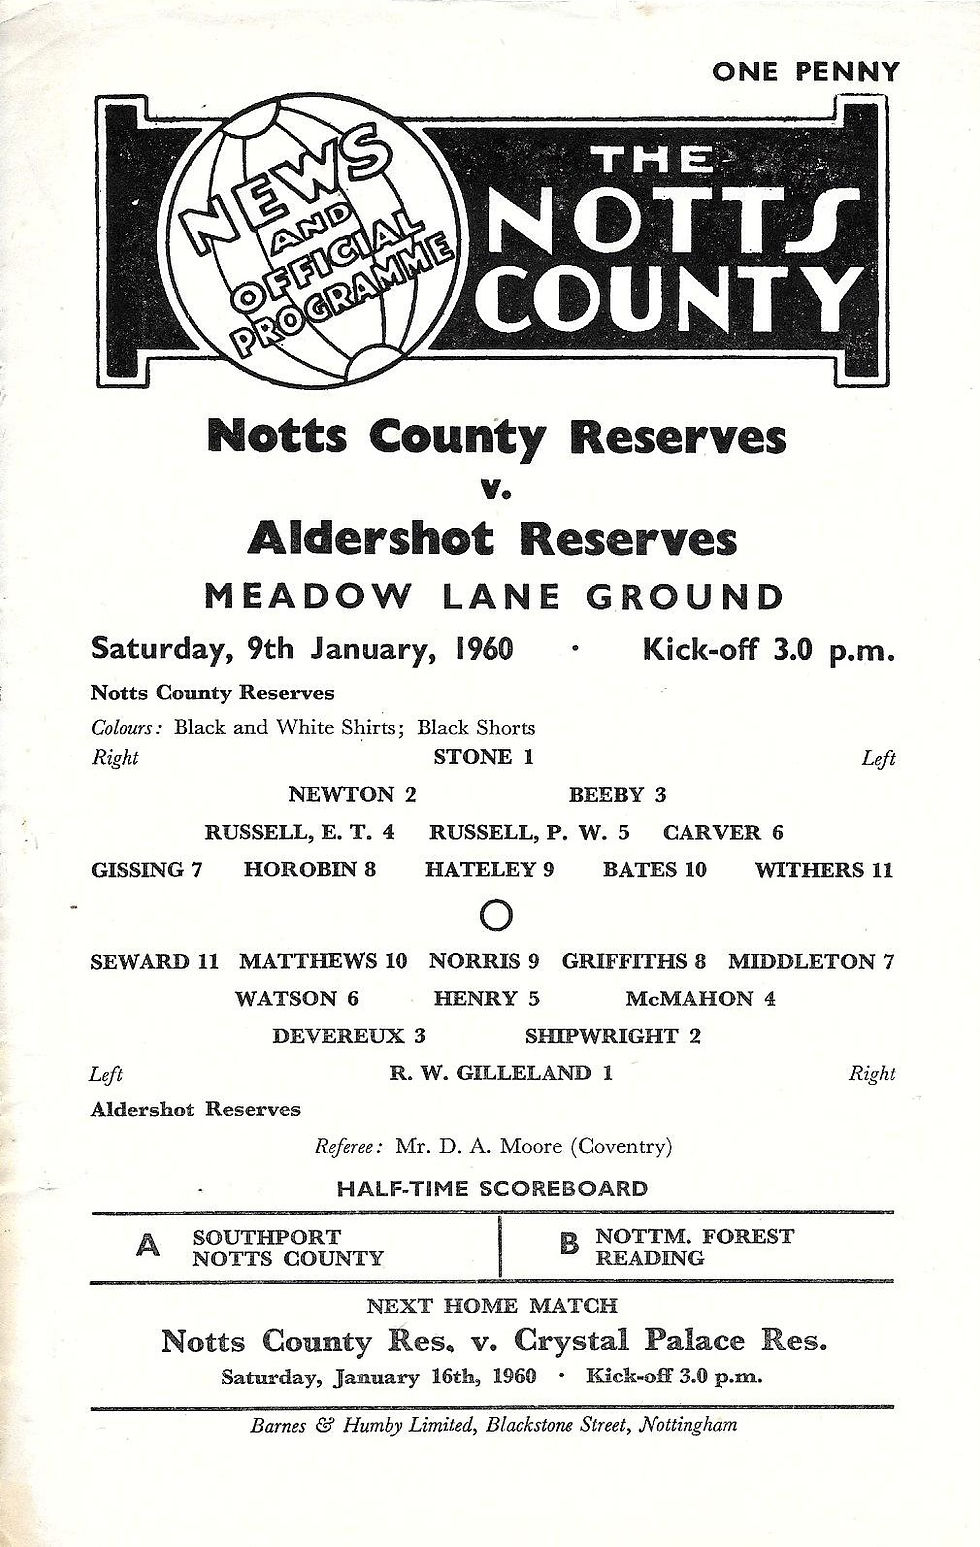 ONE PENNY
NEWS
AND
OFFICIAL
PROGRAMME
THE
NOTTS
COUNTY
Notts County Reserves
v.
Aldershot Reserves
MEADOW LANE GROUND
Saturday, 9th January, 1960 · Kick-off 3.0 p.m.
Notts County Reserves
Colours: Black and White Shirts; Black Shorts
Right STONE 1 Left
NEWTON 2 BEEBY 3
RUSSELL, E. T. 4 RUSSELL, P. W. 5 CARVER 6
GISSING 7 HOROBIN 8 HATELEY 9 BATES 10 WITHERS 11
SEWARD 11 MATTHEWS 10 NORRIS 9 GRIFFITHS 8 MIDDLETON 7
WATSON 6 HENRY 5 McMAHON 4
DEVEREUX 3 SHIPWRIGHT 2
Left R. W. GILLELAND 1 Right
Aldershot Reserves
Referee: Mr. D. A. Moore (Coventry)
HALF-TIME SCOREBOARD
A SOUTHPORT
NOTTS COUNTY
B NOTTM. FOREST
READING
NEXT HOME MATCH
Notts County Res. v. Crystal Palace Res.
Saturday, January 16th, 1960 · Kick-off 3.0 p.m.
Barnes & Humby Limited, Blackstone Street, Nottingham